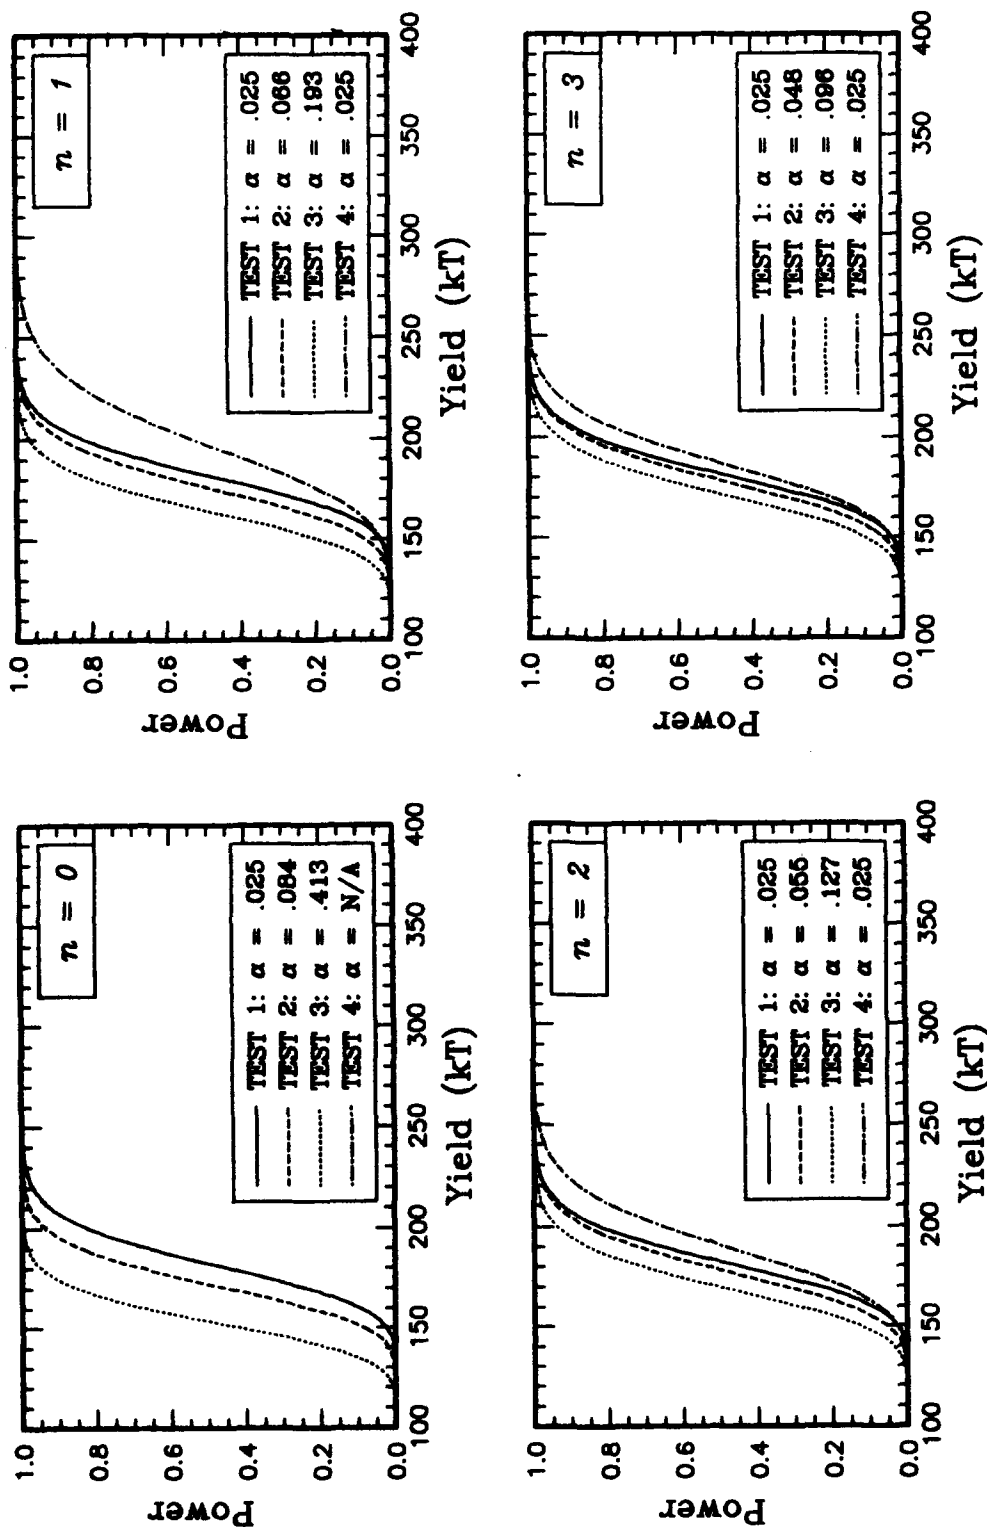 n = 0
TEST 1: α = .025
TEST 2: α = .084
TEST 3: α = .413
TEST 4: α = N/A
Power
1.0
0.8
0.6
0.4
0.2
0.0
100 150 200 250 300 350 400
Yield (kT)
n = 1
TEST 1: α = .025
TEST 2: α = .066
TEST 3: α = .193
TEST 4: α = .025
Power
1.0
0.8
0.6
0.4
0.2
0.0
100 150 200 250 300 350 400
Yield (kT)
n = 2
TEST 1: α = .025
TEST 2: α = .055
TEST 3: α = .127
TEST 4: α = .025
Power
1.0
0.8
0.6
0.4
0.2
0.0
100 150 200 250 300 350 400
Yield (kT)
n = 3
TEST 1: α = .025
TEST 2: α = .048
TEST 3: α = .096
TEST 4: α = .025
Power
1.0
0.8
0.6
0.4
0.2
0.0
100 150 200 250 300 350 400
Yield (kT)